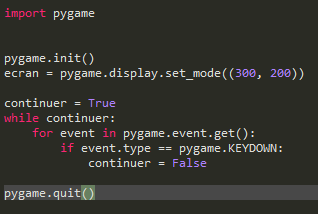 import pygame
pygame.init()
ecran = pygame.display.set_mode((300, 200))
continuer = True
while continuer:
    for event in pygame.event.get():
        if event.type == pygame.KEYDOWN:
            continuer = False
pygame.quit()